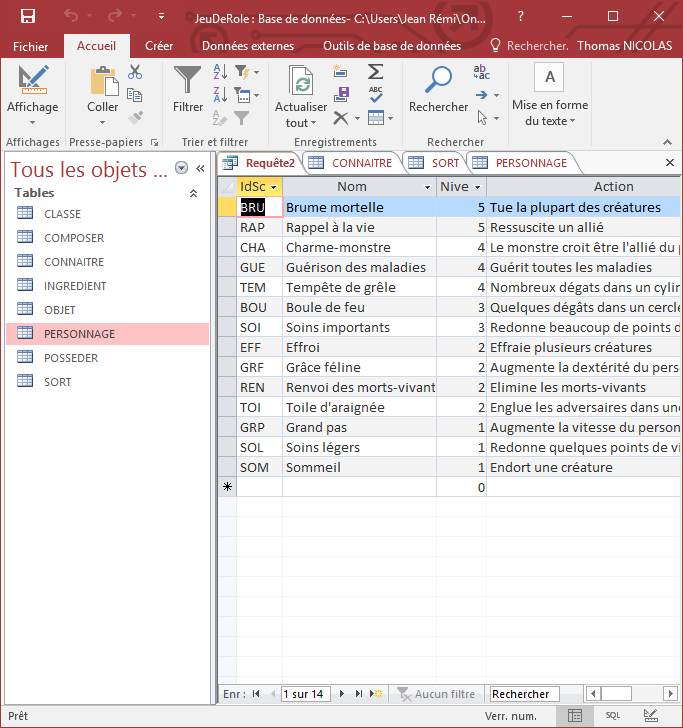 JeuDeRole : Base de données- C:\Users\Jean Rémi\On...
Fichier Accueil Créer Données externes Outils de base de données Rechercher. Thomas NICOLAS
Affichage Coller Filtrer Actualiser tout Rechercher Mise en forme du texte
Affichages Presse-papiers Trier et filtrer Enregistrements Rechercher
Tous les objets ...
Tables
CLASSE
COMPOSER
CONNAITRE
INGREDIENT
OBJET
PERSONNAGE
POSSEDER
SORT
Requête2 CONNAITRE SORT PERSONNAGE
IdSc Nom Nive Action
BRU Brume mortelle 5 Tue la plupart des créatures
RAP Rappel à la vie 5 Ressuscite un allié
CHA Charme-monstre 4 Le monstre croit être l'allié du p
GUE Guérison des maladies 4 Guérit toutes les maladies
TEM Tempête de grêle 4 Nombreux dégats dans un cylin
BOU Boule de feu 3 Quelques dégâts dans un cercle
SOI Soins importants 3 Redonne beaucoup de points d
EFF Effroi 2 Effraie plusieurs créatures
GRF Grâce féline 2 Augmente la dextérité du pers
REN Renvoi des morts-vivant 2 Elimine les morts-vivants
TOI Toile d'araignée 2 Englue les adversaires dans une
GRP Grand pas 1 Augmente la vitesse du person
SOL Soins légers 1 Redonne quelques points de vi
SOM Sommeil 1 Endort une créature
* 0
Enr : 1 sur 14 Aucun filtre Rechercher
Prêt Verr. num. SQL